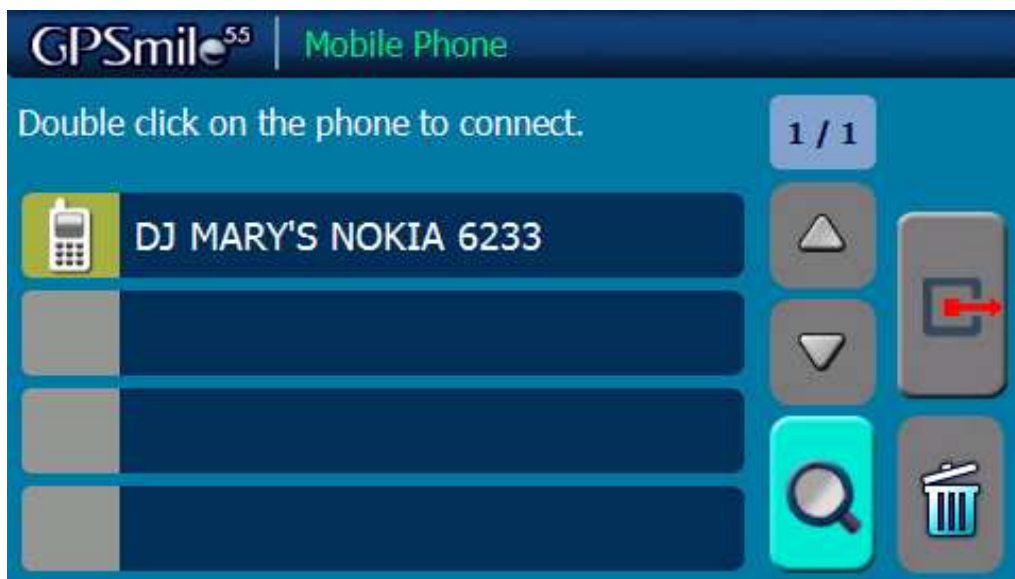 GPSmile55 Mobile Phone
Double click on the phone to connect.
1 / 1
DJ MARY'S NOKIA 6233